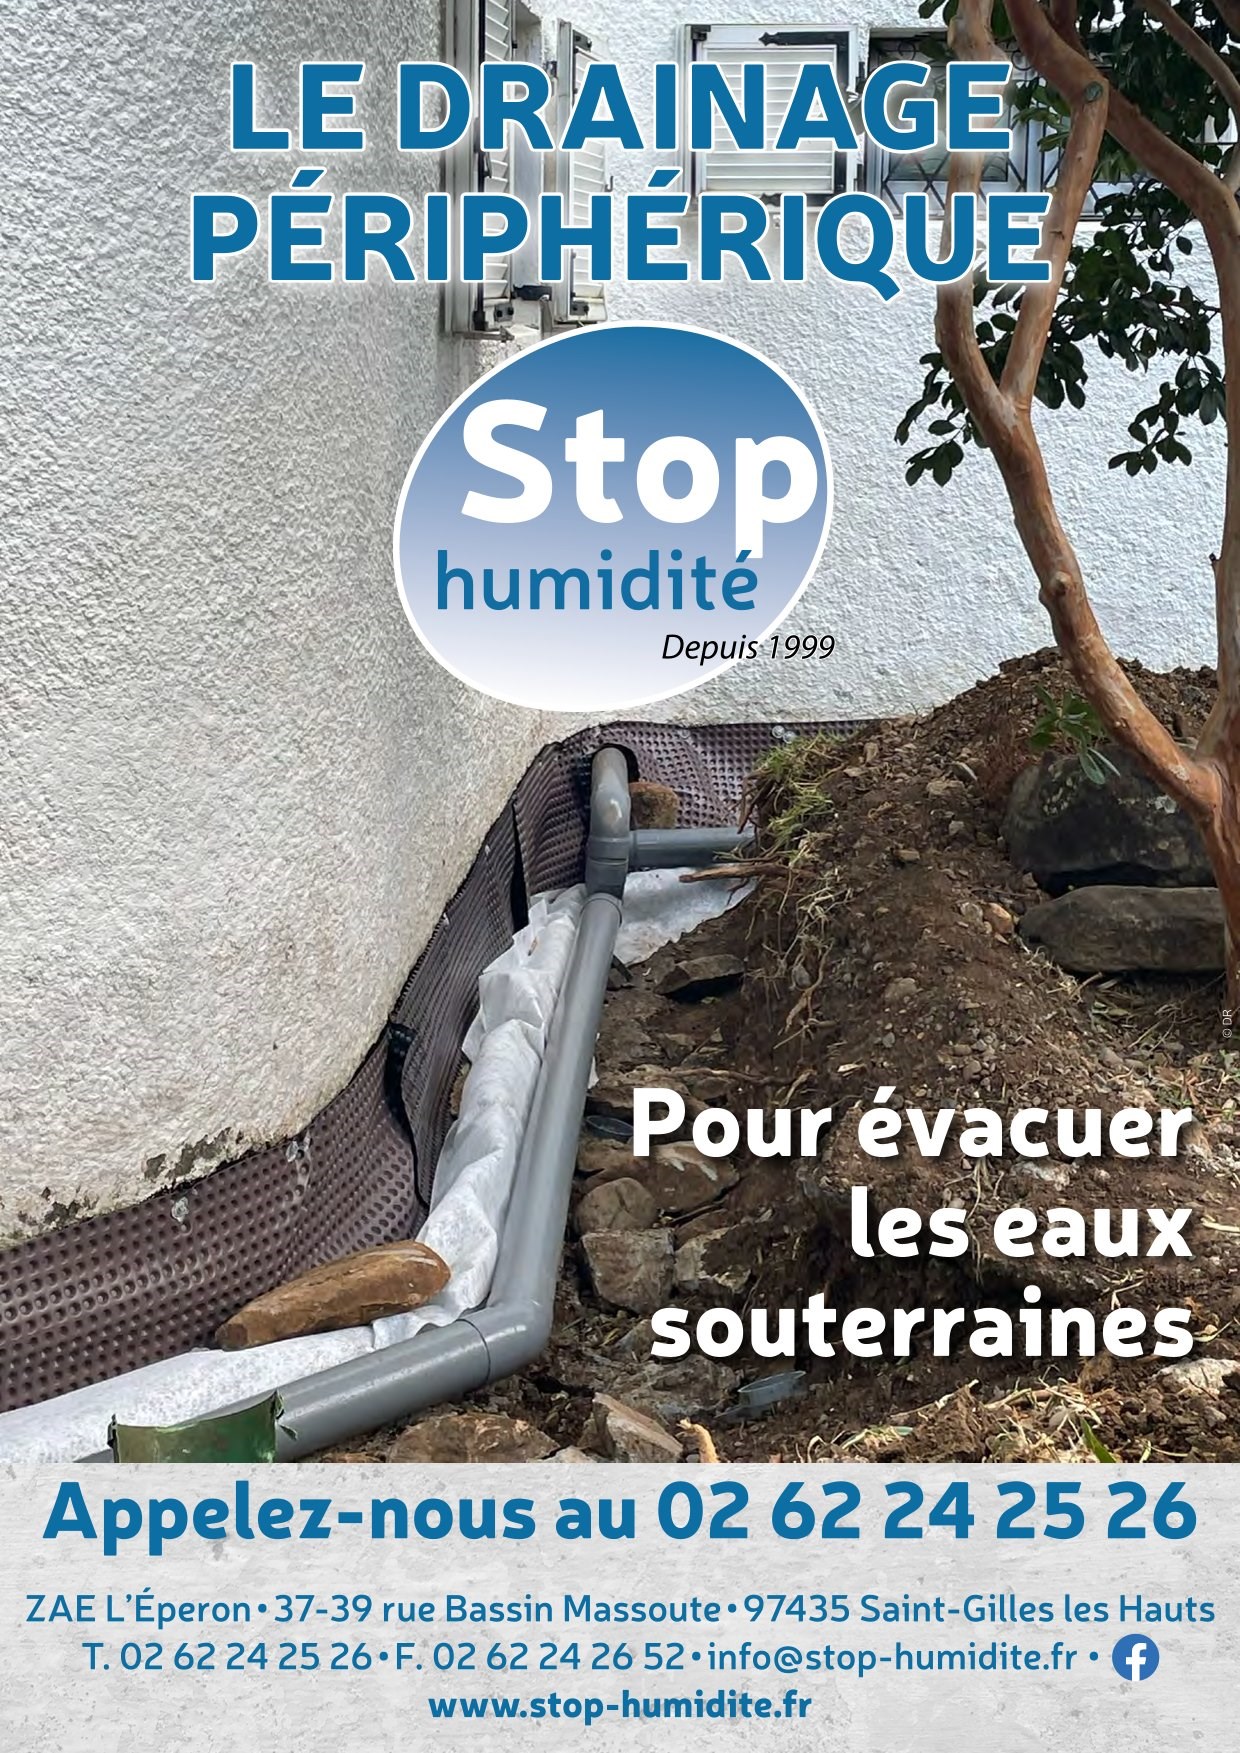 LE DRAINAGE
PÉRIPHÉRIQUE
Stop
humidité
Depuis 1999
© DR
Pour évacuer
les eaux
souterraines
Appelez-nous au 02 62 24 25 26
ZAE L'Éperon • 37-39 rue Bassin Massoute • 97435 Saint-Gilles les Hauts
T. 02 62 24 25 26 • F. 02 62 24 26 52 • info@stop-humidite.fr • f
www.stop-humidite.fr